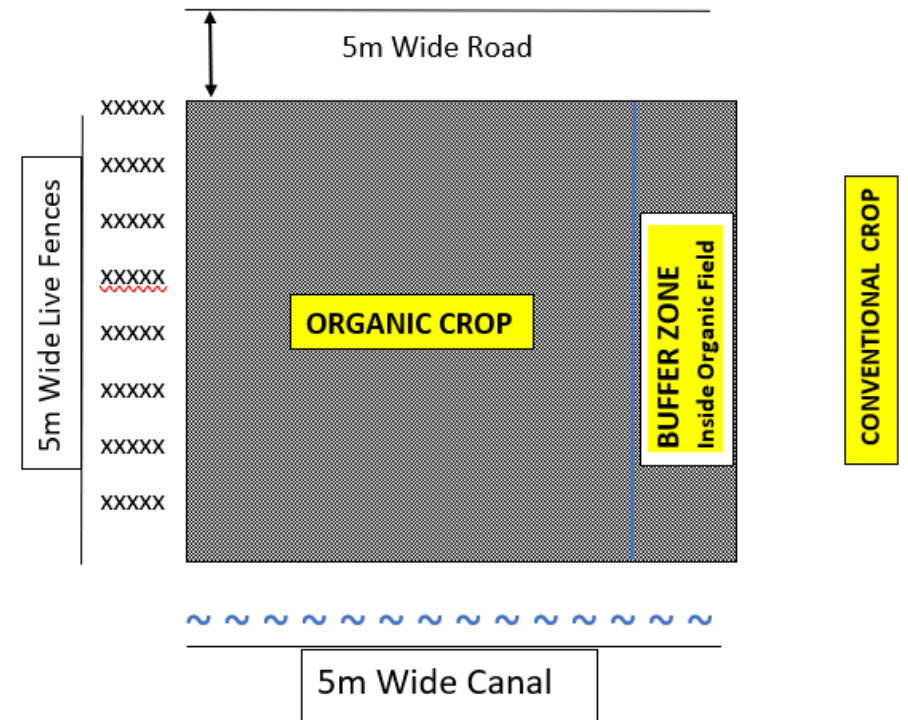 5m Wide Road
xxxxx
xxxxx
xxxxx
xxxxx
xxxxx
xxxxx
xxxxx
xxxxx
5m Wide Live Fences
ORGANIC CROP
BUFFER ZONE
Inside Organic Field
CONVENTIONAL CROP
~ ~ ~ ~ ~ ~ ~ ~ ~ ~ ~ ~ ~ ~
5m Wide Canal